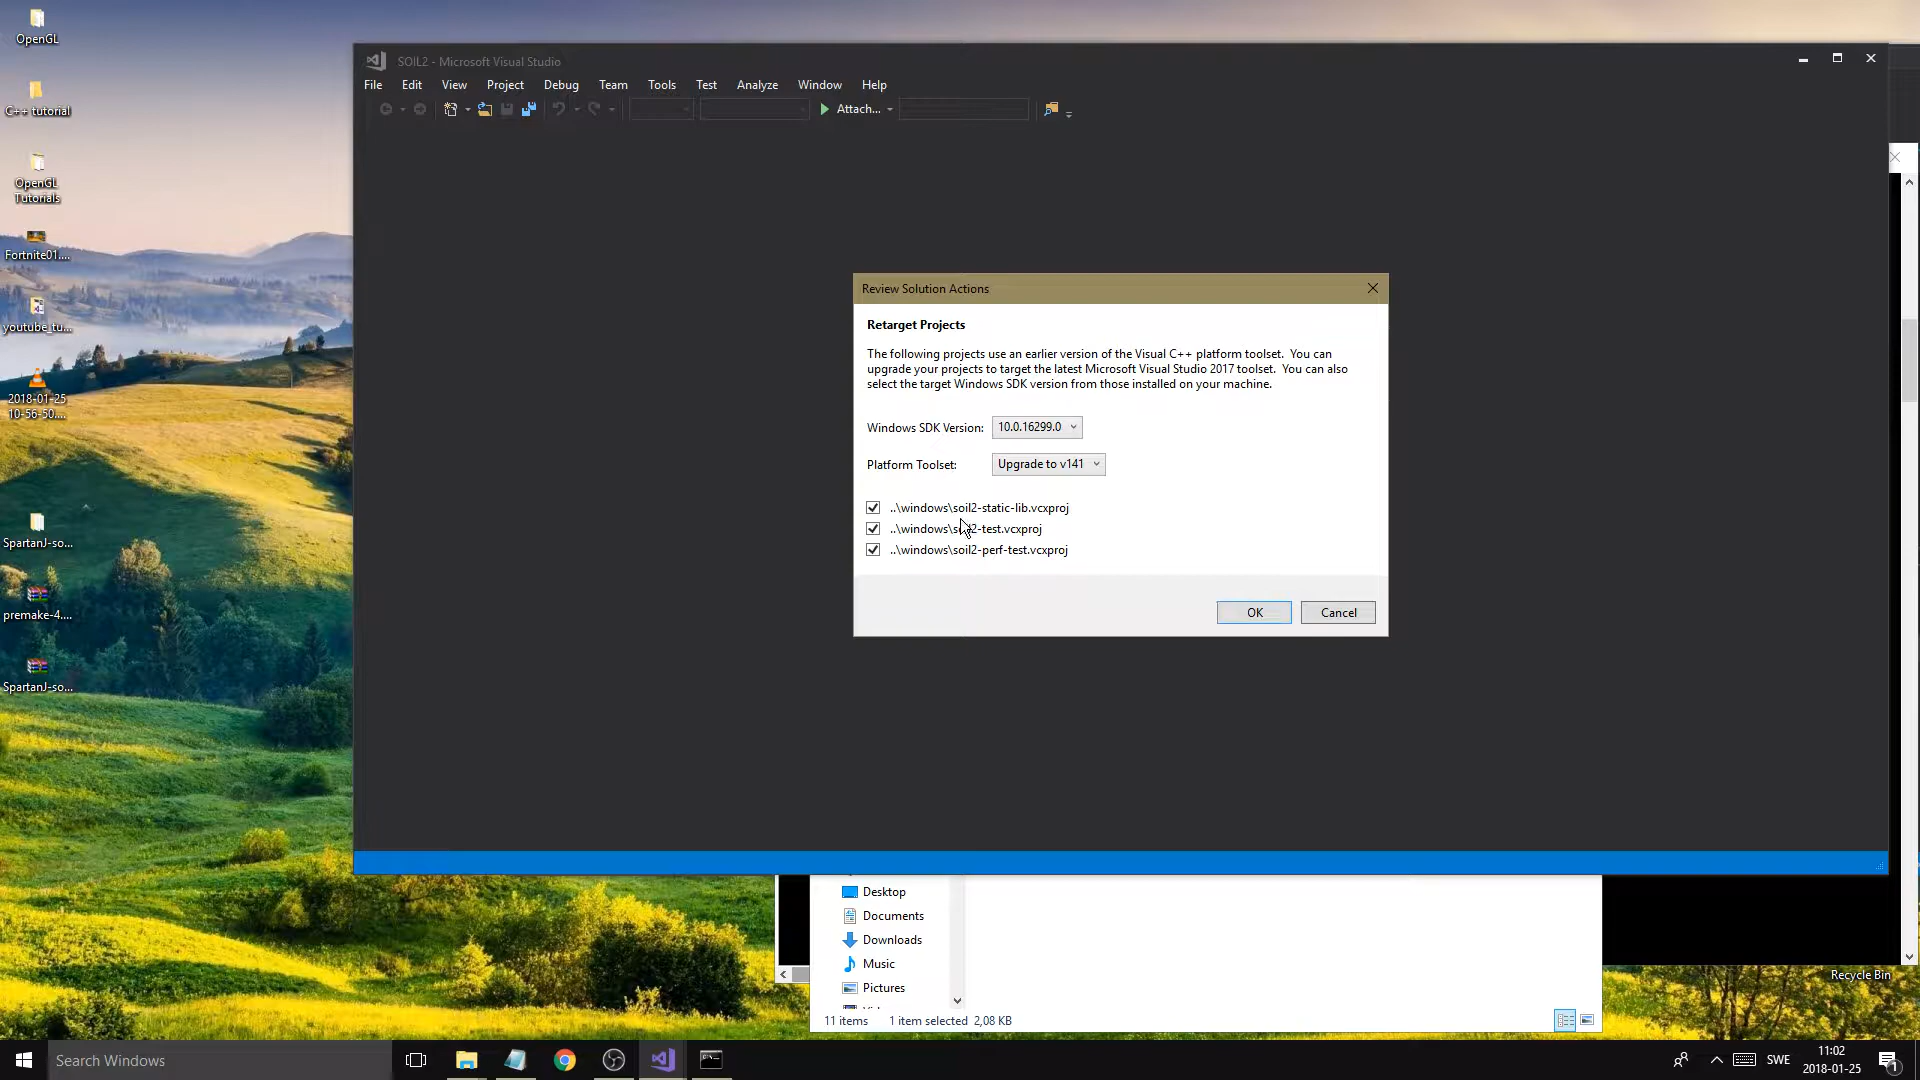 OpenGL
C++ tutorial
OpenGL
Tutorials
Fortnite01....
youtube_tu...
2018-01-25
10-56-50....
SpartanJ-so...
premake-4....
SpartanJ-so...
SOIL2 - Microsoft Visual Studio
File Edit View Project Debug Team Tools Test Analyze Window Help
Attach...
Review Solution Actions
Retarget Projects
The following projects use an earlier version of the Visual C++ platform toolset. You can
upgrade your projects to target the latest Microsoft Visual Studio 2017 toolset. You can also
select the target Windows SDK version from those installed on your machine.
Windows SDK Version: 10.0.16299.0
Platform Toolset: Upgrade to v141
..\windows\soil2-static-lib.vcxproj
..\windows\soil2-test.vcxproj
..\windows\soil2-perf-test.vcxproj
OK Cancel
Desktop
Documents
Downloads
Music
Pictures
11 items 1 item selected 2,08 KB
Recycle Bin
Search Windows
SWE
11:02
2018-01-25
1